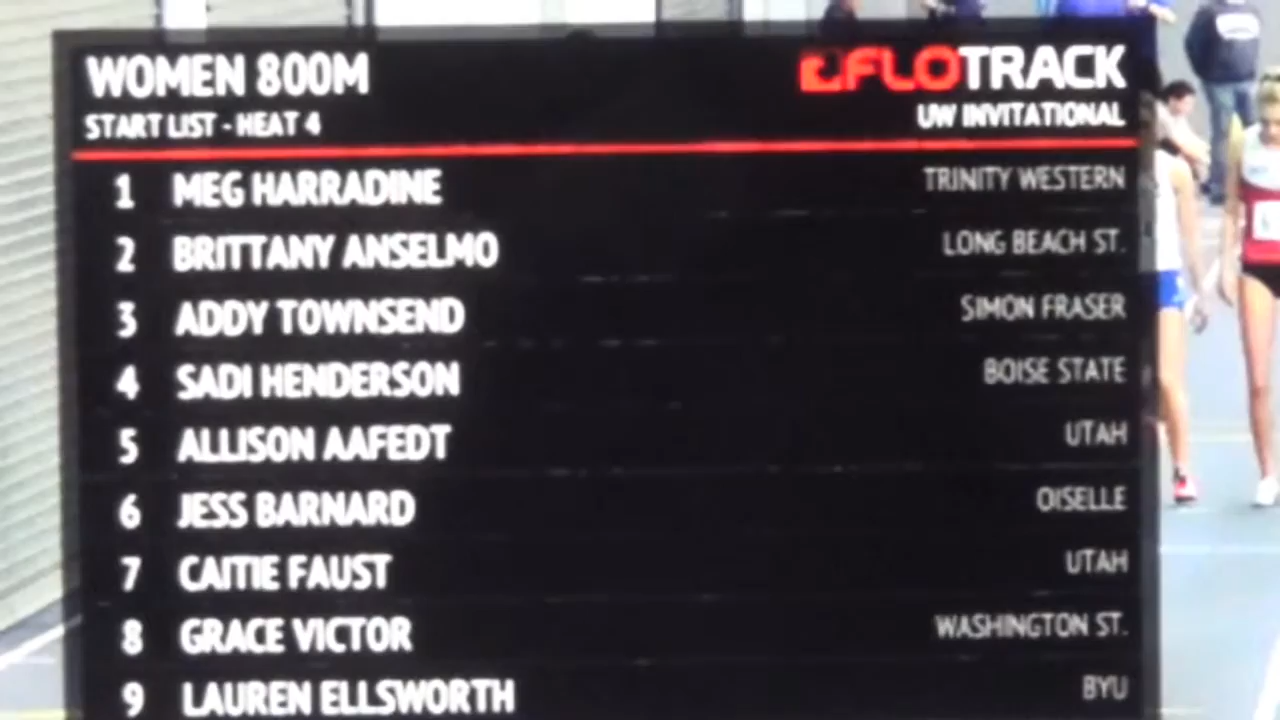 WOMEN 800M
FLOTRACK
START LIST - HEAT 4
UW INVITATIONAL
1 MEG HARRADINE TRINITY WESTERN
2 BRITTANY ANSELMO LONG BEACH ST.
3 ADDY TOWNSEND SIMON FRASER
4 SADI HENDERSON BOISE STATE
5 ALLISON AAFEDT UTAH
6 JESS BARNARD OISELLE
7 CAITIE FAUST UTAH
8 GRACE VICTOR WASHINGTON ST.
9 LAUREN ELLSWORTH BYU